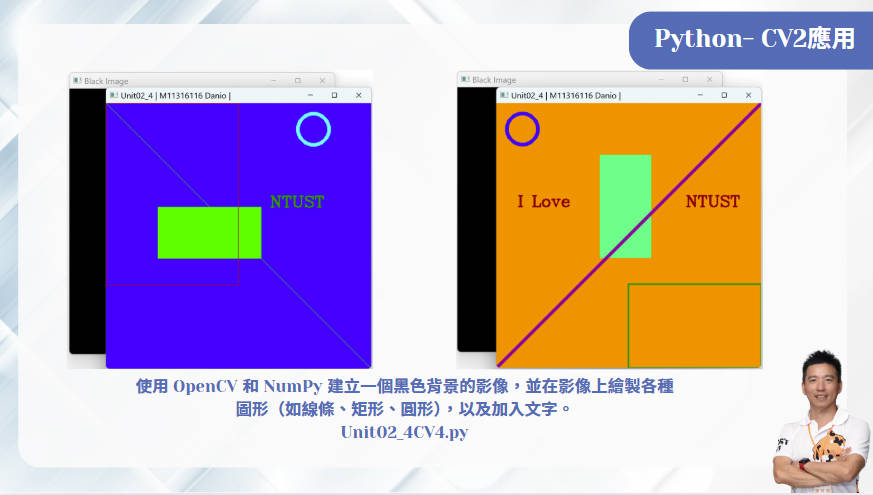 Python- CV2應用
Black Image
Unit02_4 | M11316116 Danio |
NTUST
Black Image
Unit02_4 | M11316116 Danio |
I Love
NTUST
使用 OpenCV 和 NumPy 建立一個黑色背景的影像，並在影像上繪製各種
圖形（如線條、矩形、圓形），以及加入文字。
Unit02_4CV4.py